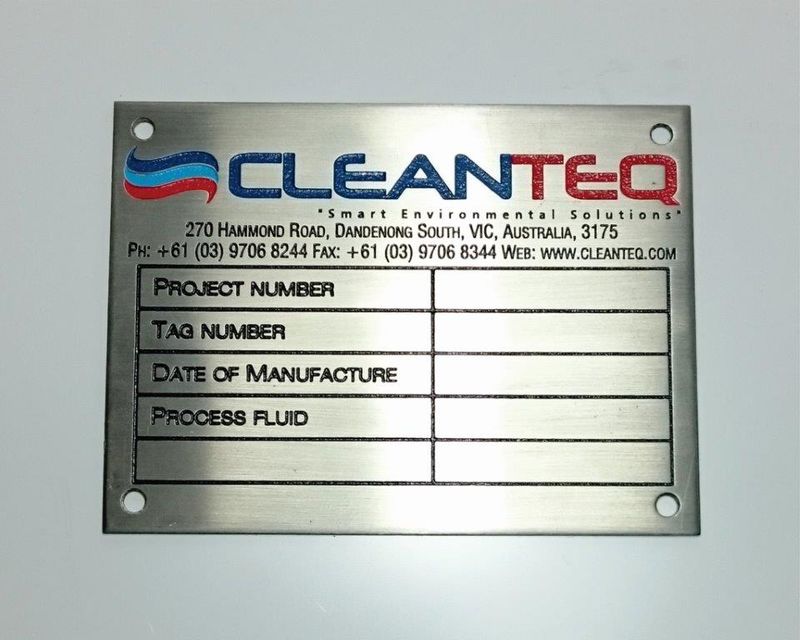 CLEANTEQ
"Smart Environmental Solutions"
270 HAMMOND ROAD, DANDENONG SOUTH, VIC, AUSTRALIA, 3175
PH: +61 (03) 9706 8244 FAX: +61 (03) 9706 8344 WEB: WWW.CLEANTEQ.COM
PROJECT NUMBER
TAG NUMBER
DATE OF MANUFACTURE
PROCESS FLUID